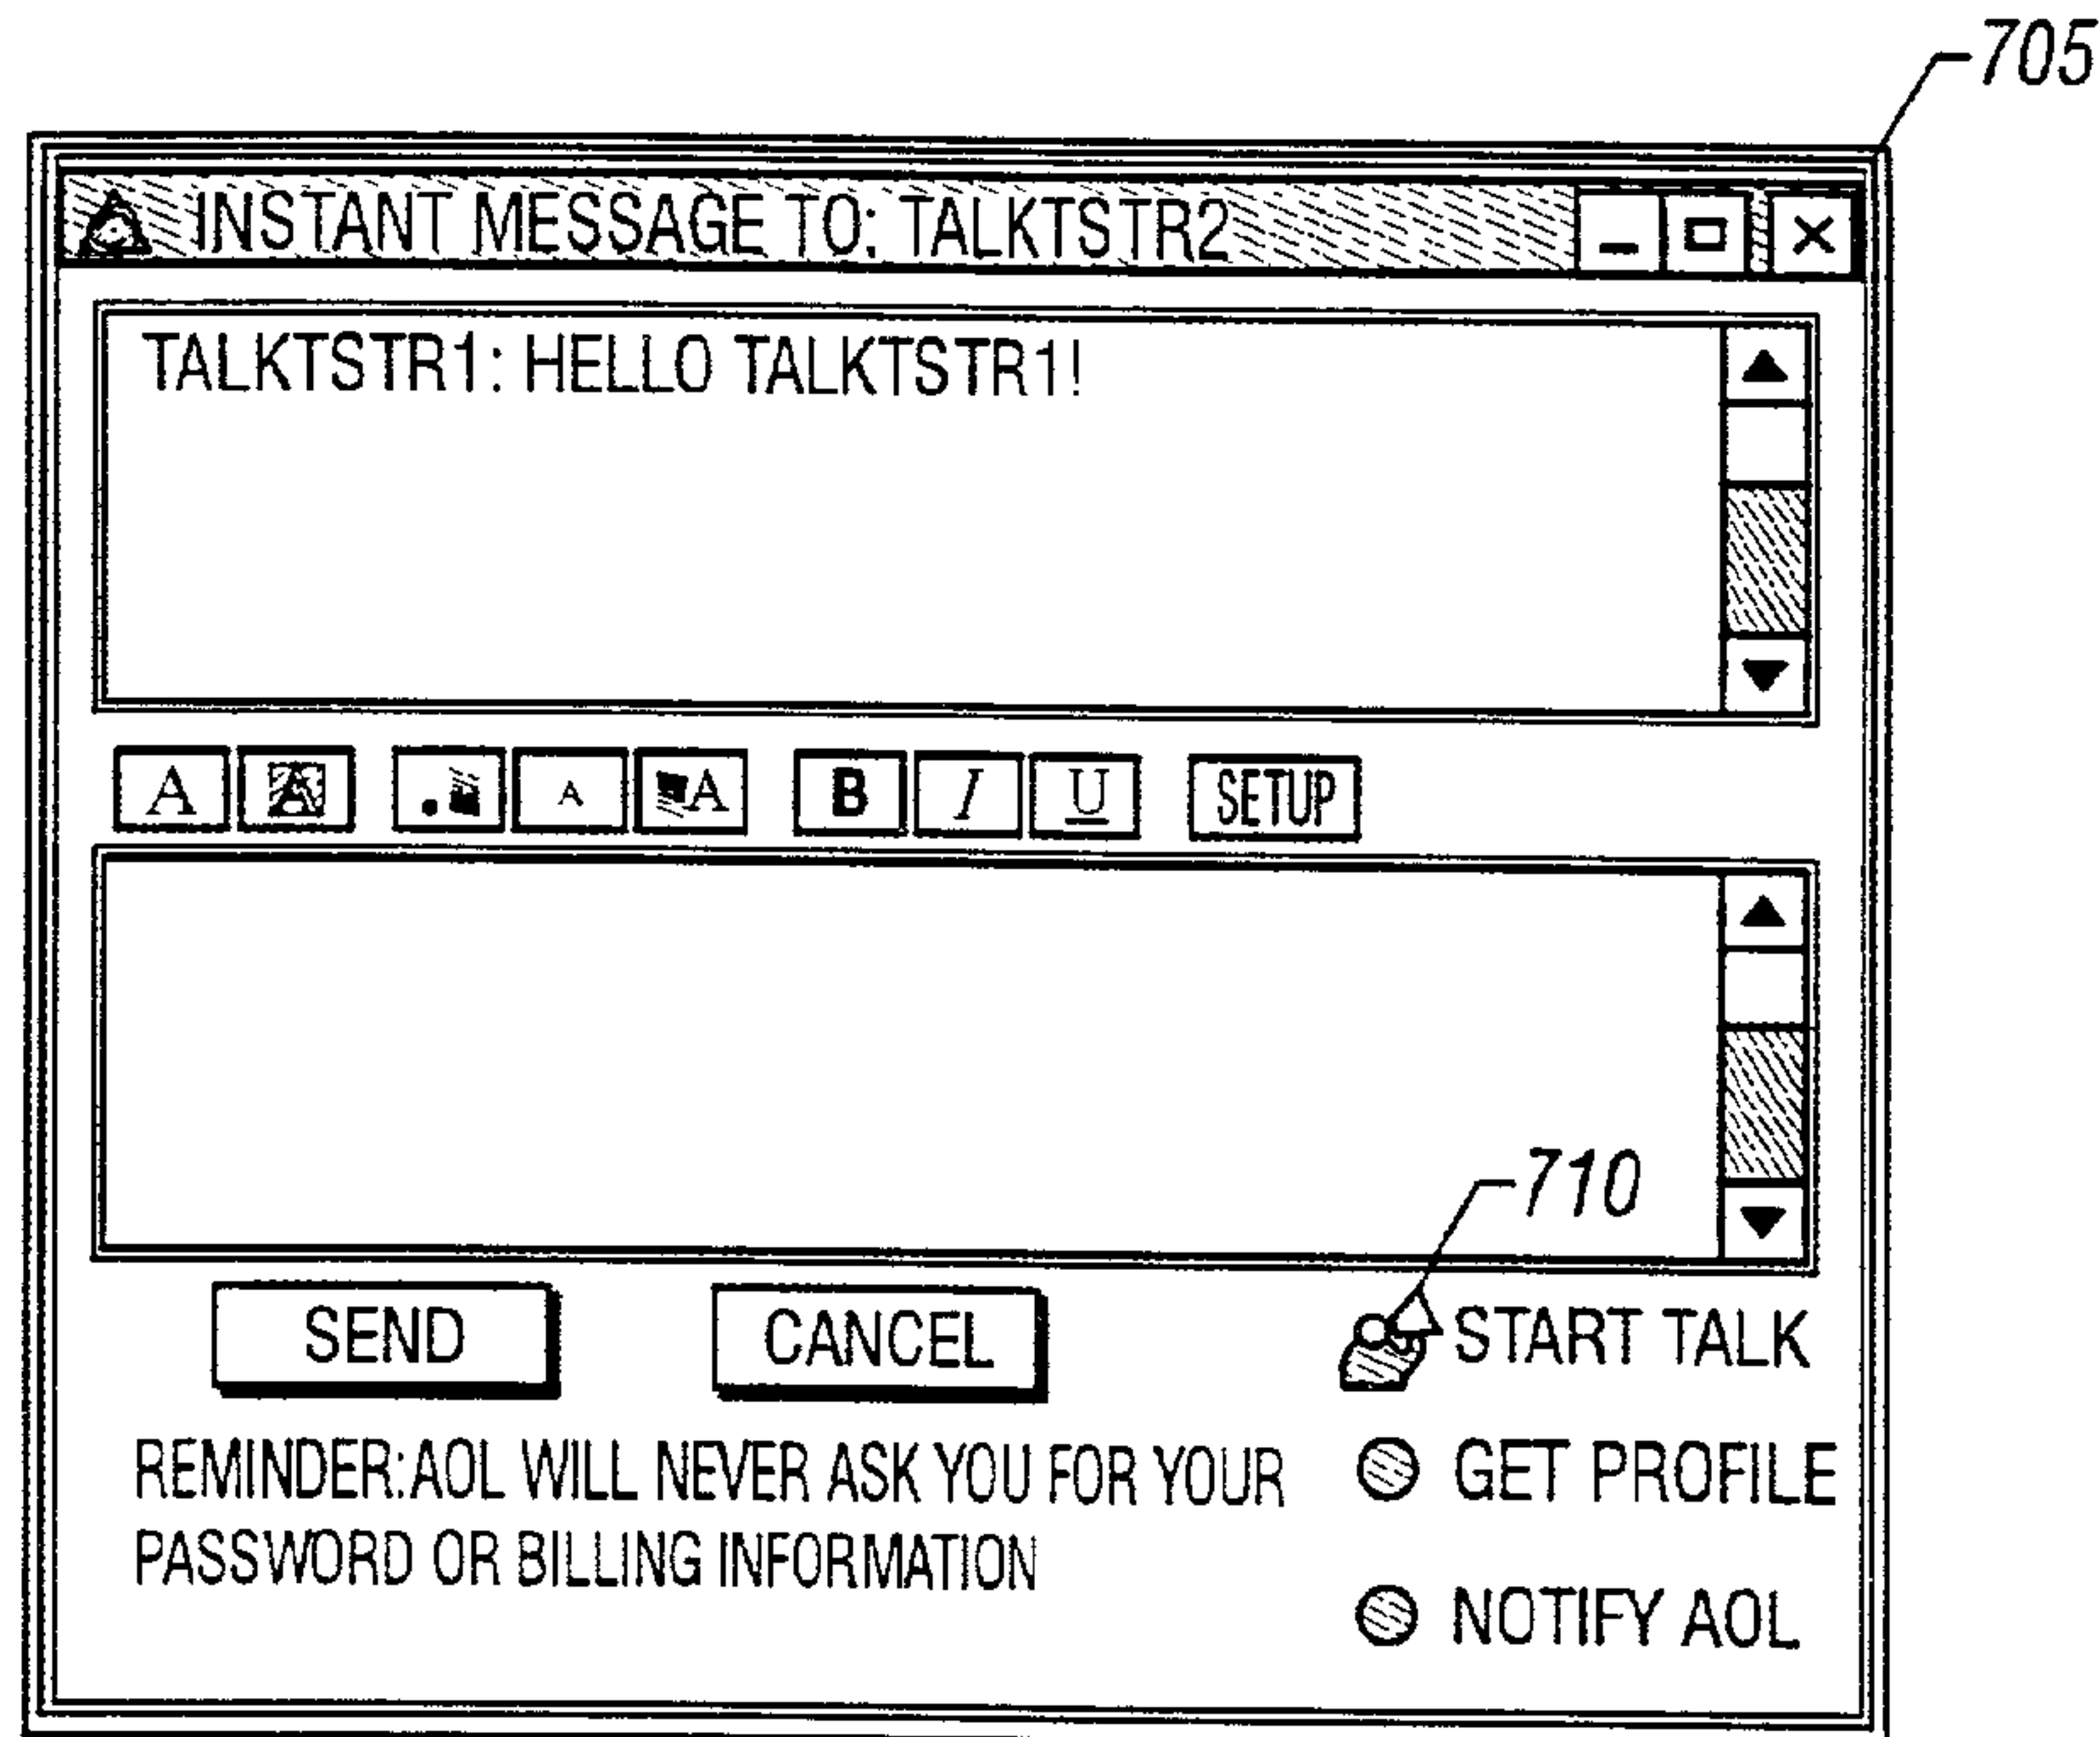 705
INSTANT MESSAGE TO: TALKTSTR2
TALKTSTR1: HELLO TALKTSTR1!
A A A A B I U SETUP
710
SEND CANCEL START TALK
REMINDER:AOL WILL NEVER ASK YOU FOR YOUR GET PROFILE
PASSWORD OR BILLING INFORMATION
NOTIFY AOL